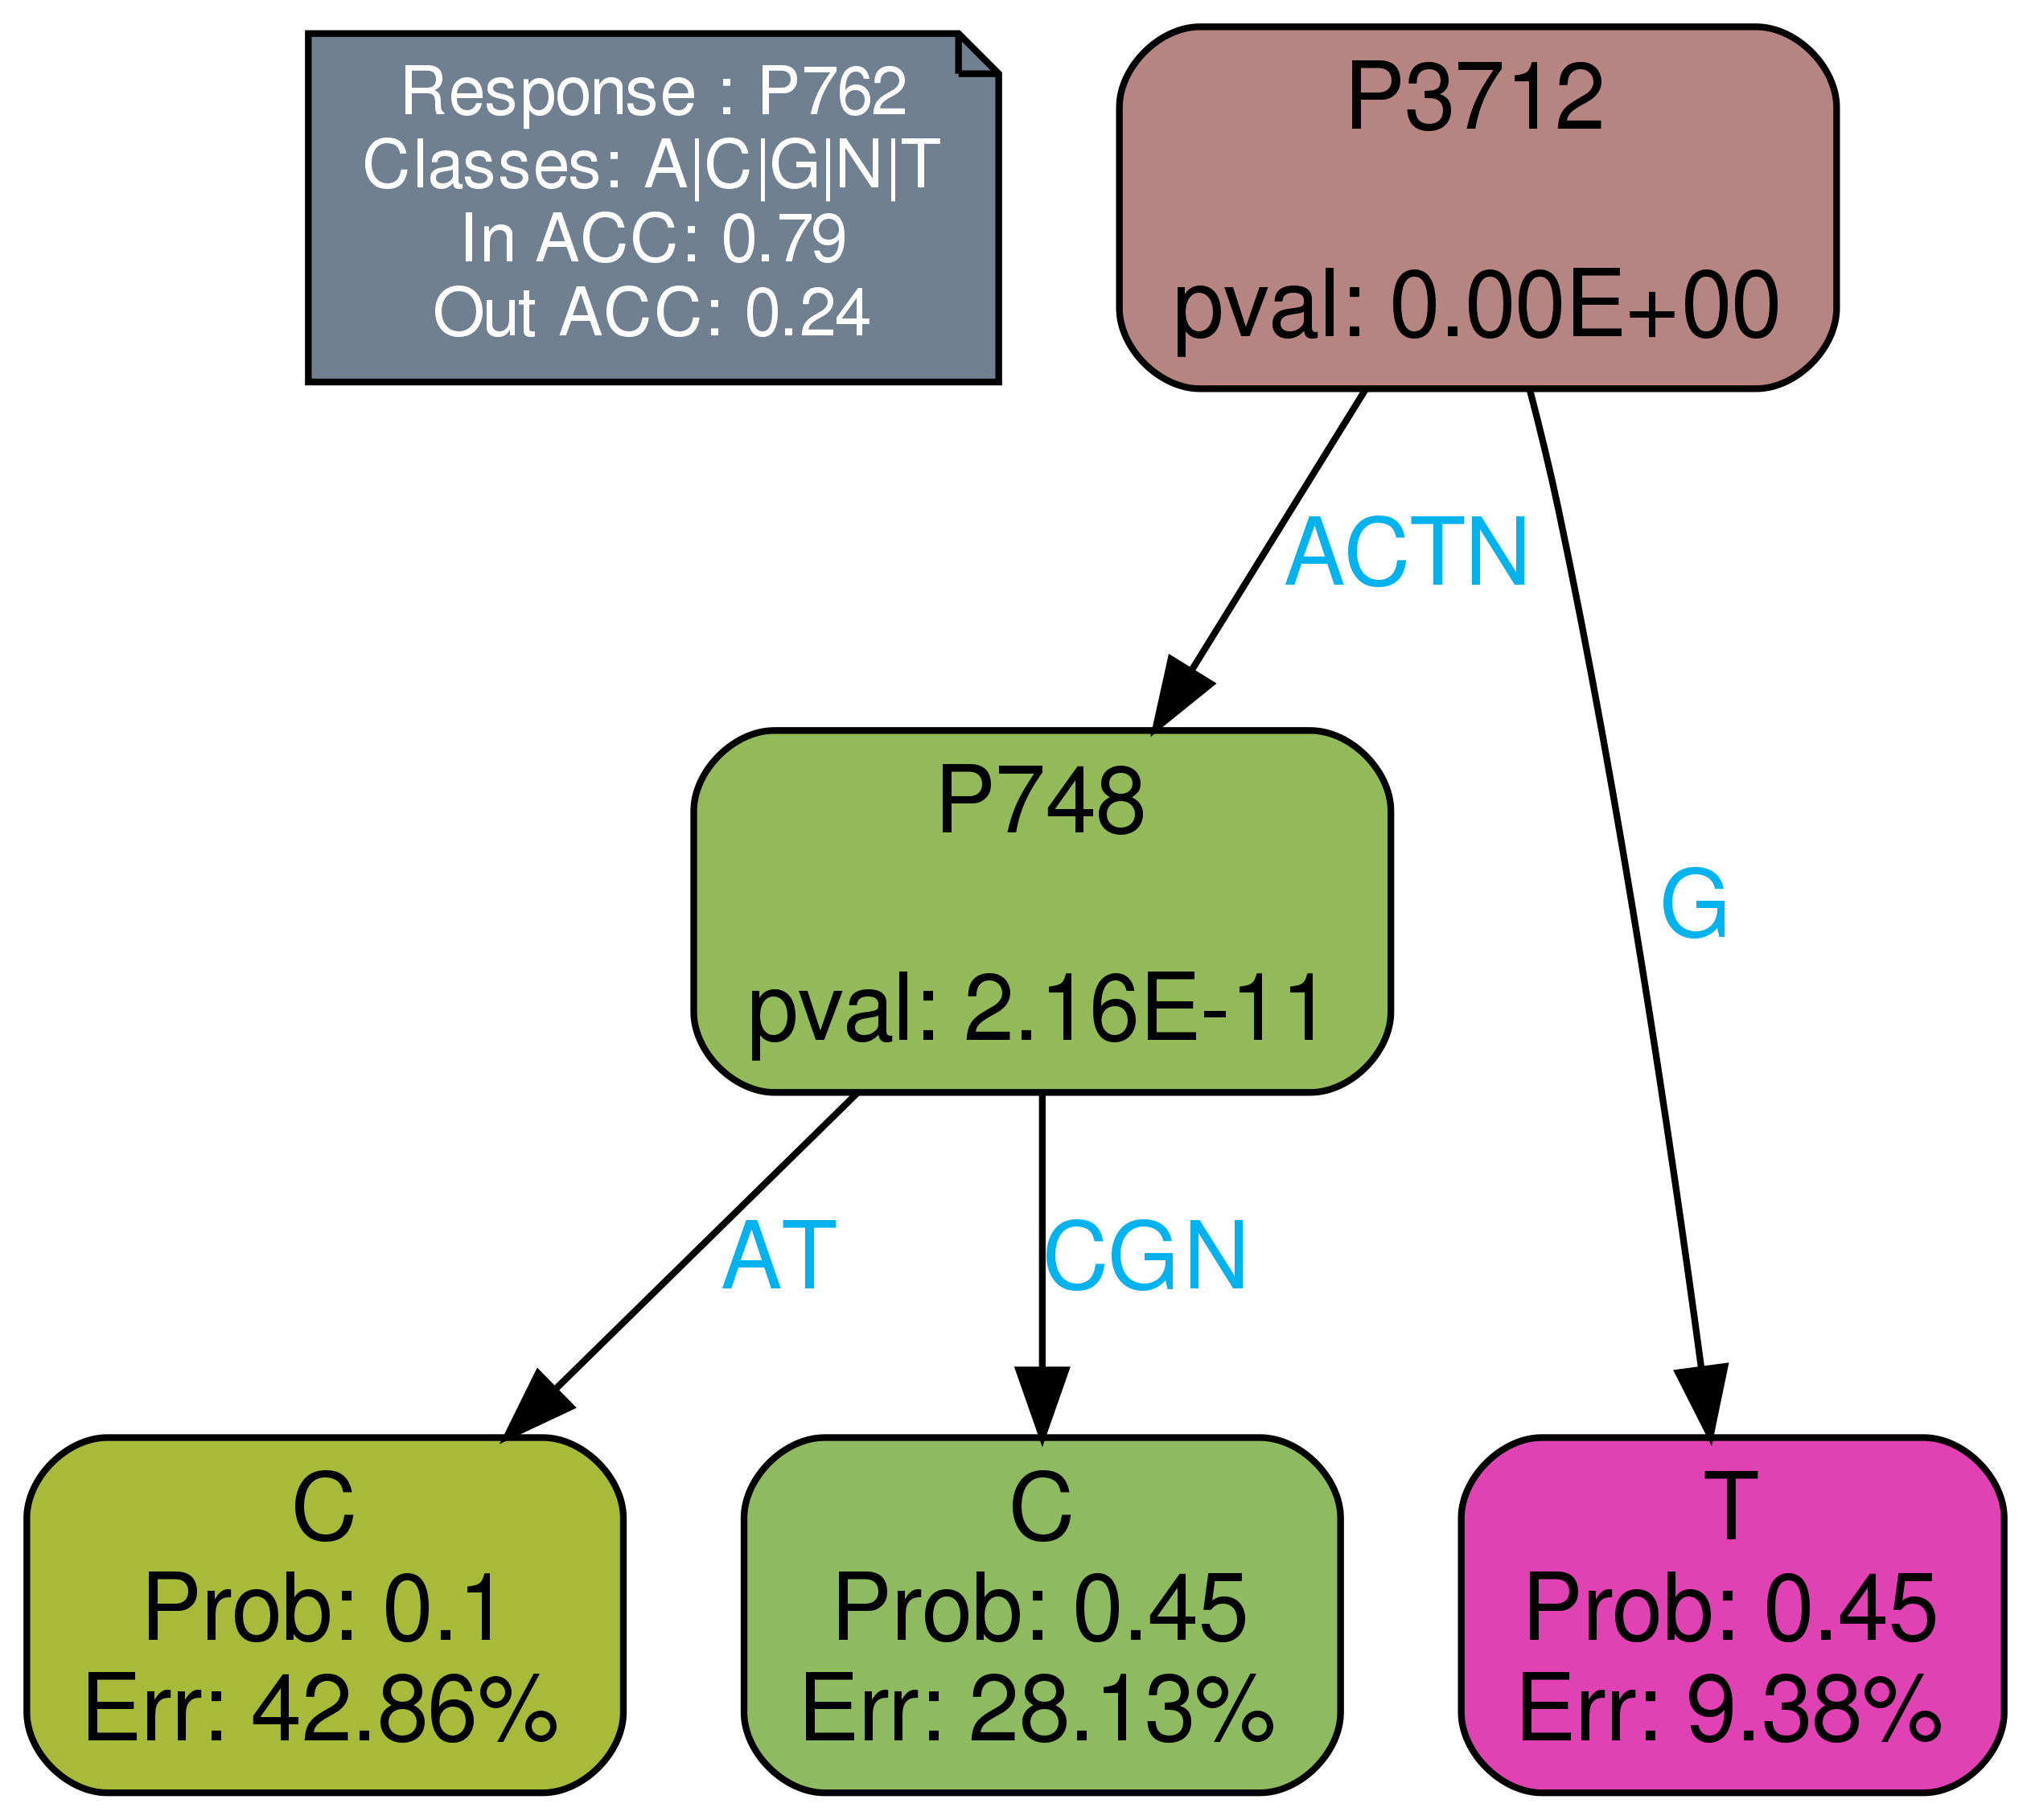 Response : P762
Classes: A|C|G|N|T
In ACC: 0.79
Out ACC: 0.24
P3712
pval: 0.00E+00
ACTN
P748
pval: 2.16E-11
G
AT
CGN
C
Prob: 0.1
Err: 42.86%
C
Prob: 0.45
Err: 28.13%
T
Prob: 0.45
Err: 9.38%